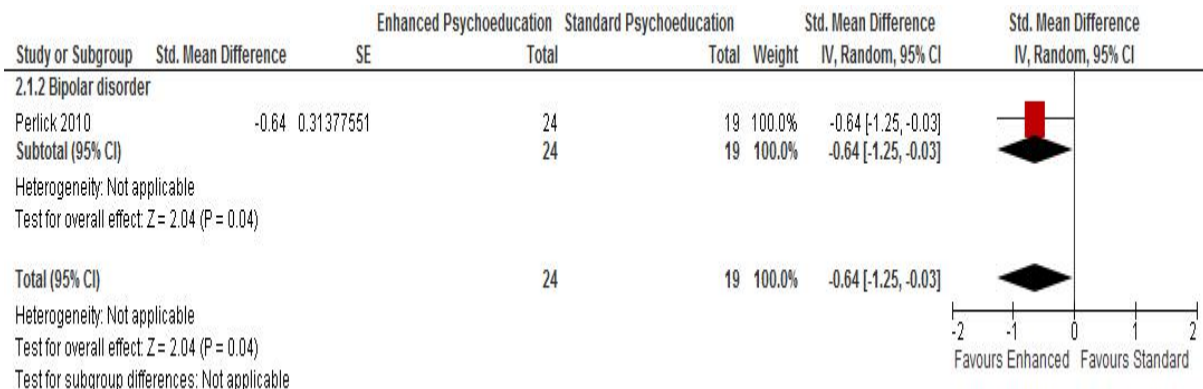 Enhanced Psychoeducation Standard Psychoeducation Std. Mean Difference Std. Mean Difference
Study or Subgroup Std. Mean Difference SE Total Total Weight IV, Random, 95% CI IV, Random, 95% CI
2.1.2 Bipolar disorder
Perlick 2010 -0.64 0.31377551 24 19 100.0% -0.64 [-1.25, -0.03]
Subtotal (95% CI) 24 19 100.0% -0.64 [-1.25, -0.03]
Heterogeneity: Not applicable
Test for overall effect: Z = 2.04 (P = 0.04)
Total (95% CI) 24 19 100.0% -0.64 [-1.25, -0.03]
Heterogeneity: Not applicable
Test for overall effect: Z = 2.04 (P = 0.04)
Test for subgroup differences: Not applicable
-2 -1 0 1 2
Favours Enhanced Favours Standard